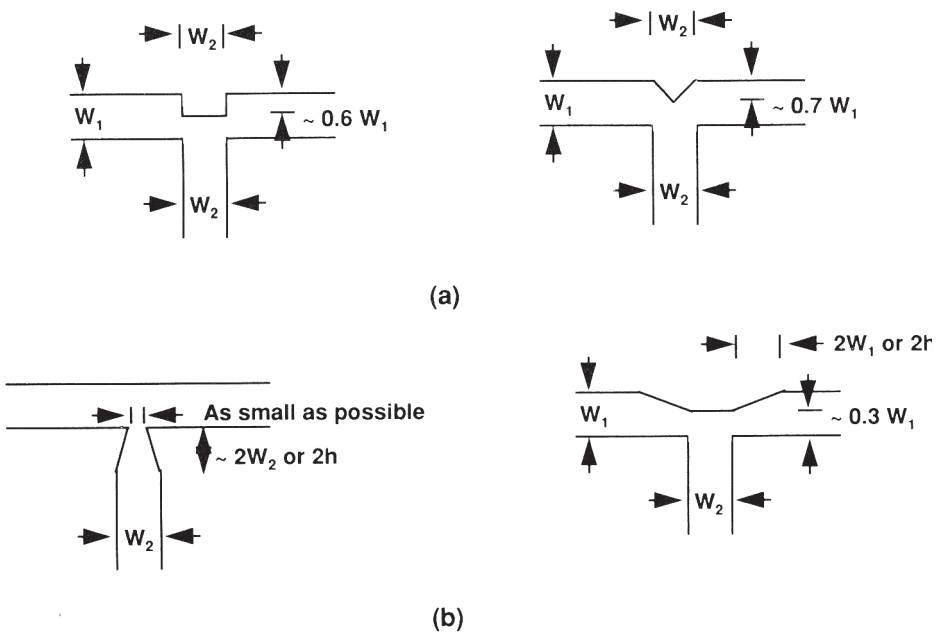 W₂
W₁
~ 0.6 W₁
W₂
W₂
W₁
~ 0.7 W₁
W₂
(a)
As small as possible
~ 2W₂ or 2h
W₂
2W₁ or 2h
W₁
~ 0.3 W₁
W₂
(b)